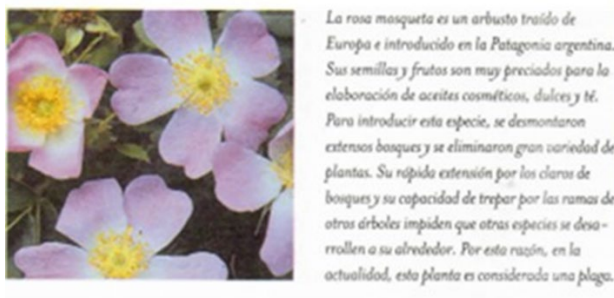 La rosa mosqueta es un arbusto traído de
Europa e introducido en la Patagonia argentina.
Sus semillas y frutos son muy preciados para la
elaboración de aceites cosméticos, dulces y té.
Para introducir esta especie, se desmontaron
extensos bosques y se eliminaron gran variedad de
plantas. Su rápida extensión por los claros de
bosques y su capacidad de trepar por las ramas de
otros árboles impiden que otras especies se desa-
rrollen a su alrededor. Por esta razón, en la
actualidad, esta planta es considerada una plaga.